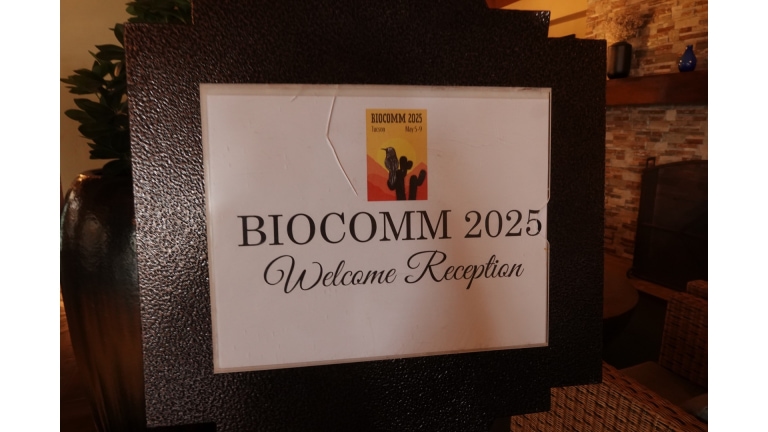 BIOCOMM 2025
Tucson May 5-9
BIOCOMM 2025
Welcome Reception